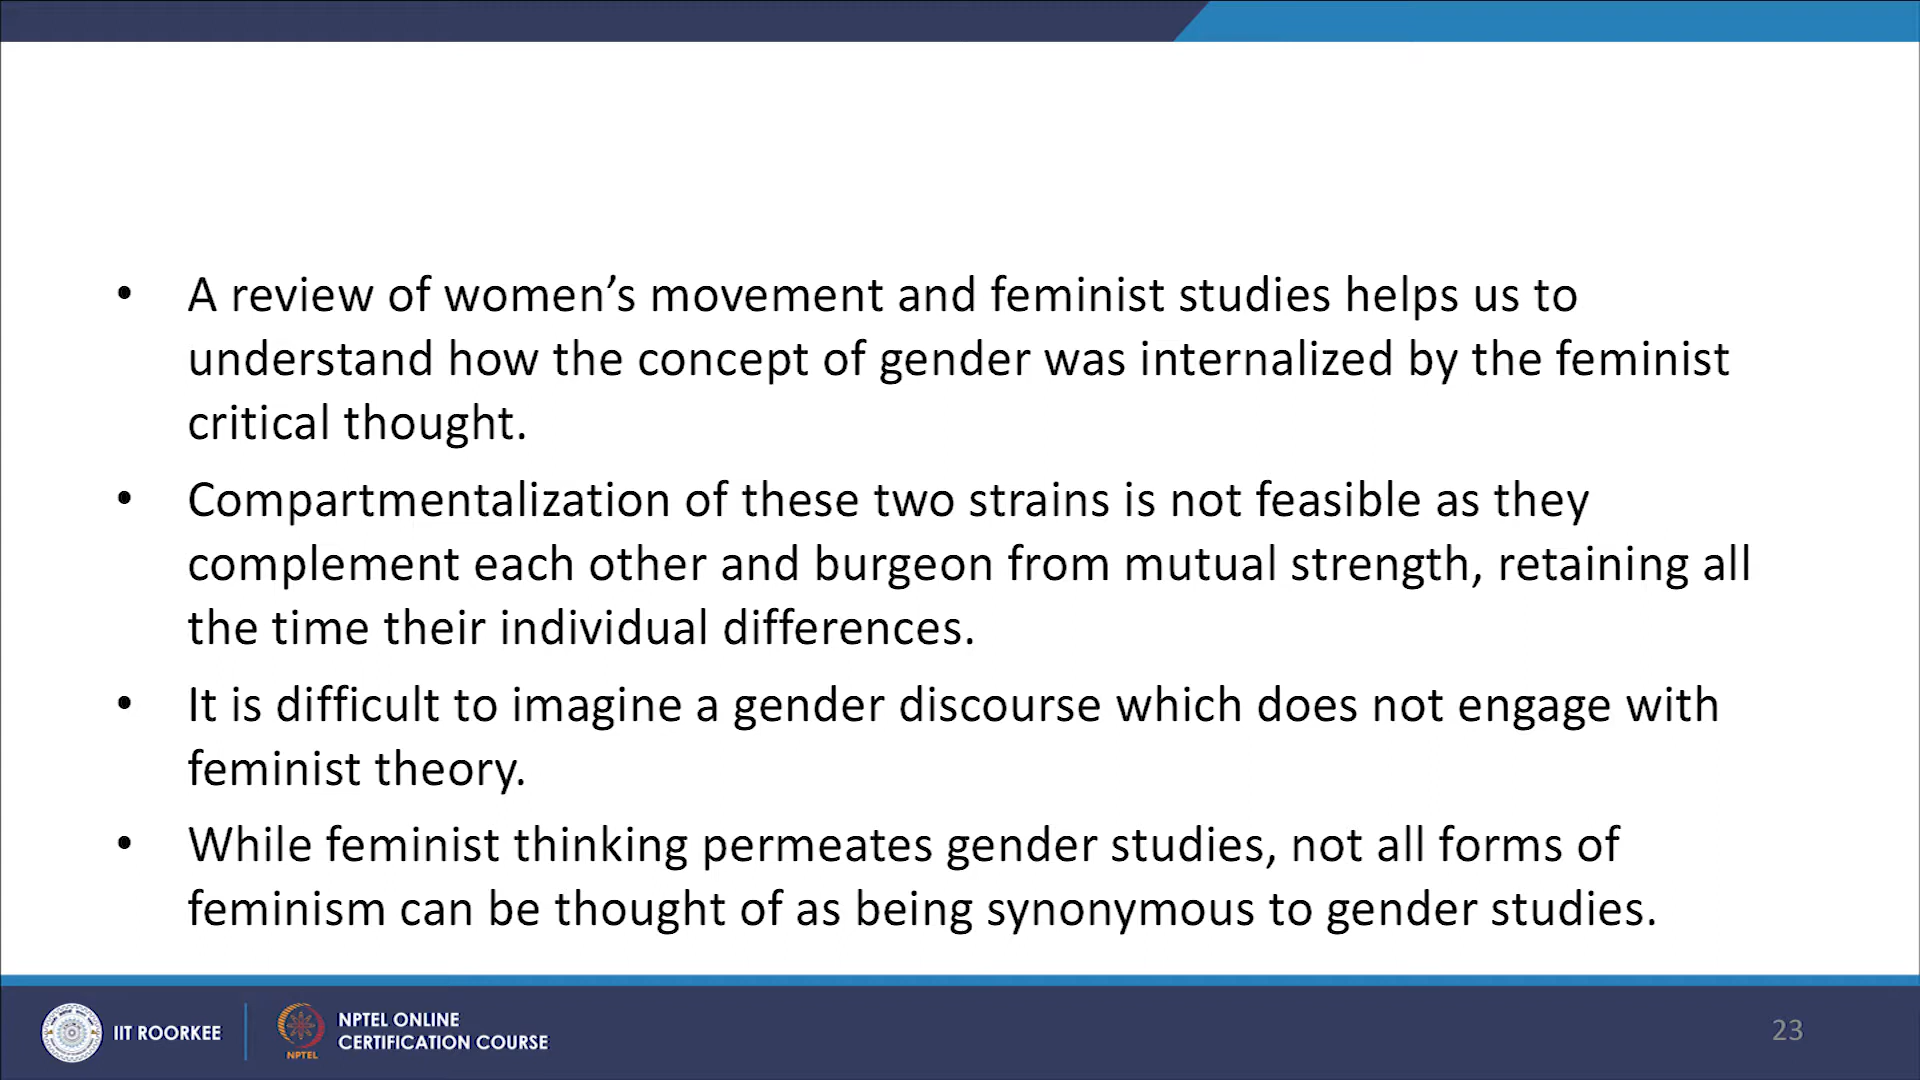 • A review of women’s movement and feminist studies helps us to
understand how the concept of gender was internalized by the feminist
critical thought.
• Compartmentalization of these two strains is not feasible as they
complement each other and burgeon from mutual strength, retaining all
the time their individual differences.
• It is difficult to imagine a gender discourse which does not engage with
feminist theory.
• While feminist thinking permeates gender studies, not all forms of
feminism can be thought of as being synonymous to gender studies.
IIT ROORKEE
NPTEL
NPTEL ONLINE
CERTIFICATION COURSE
23